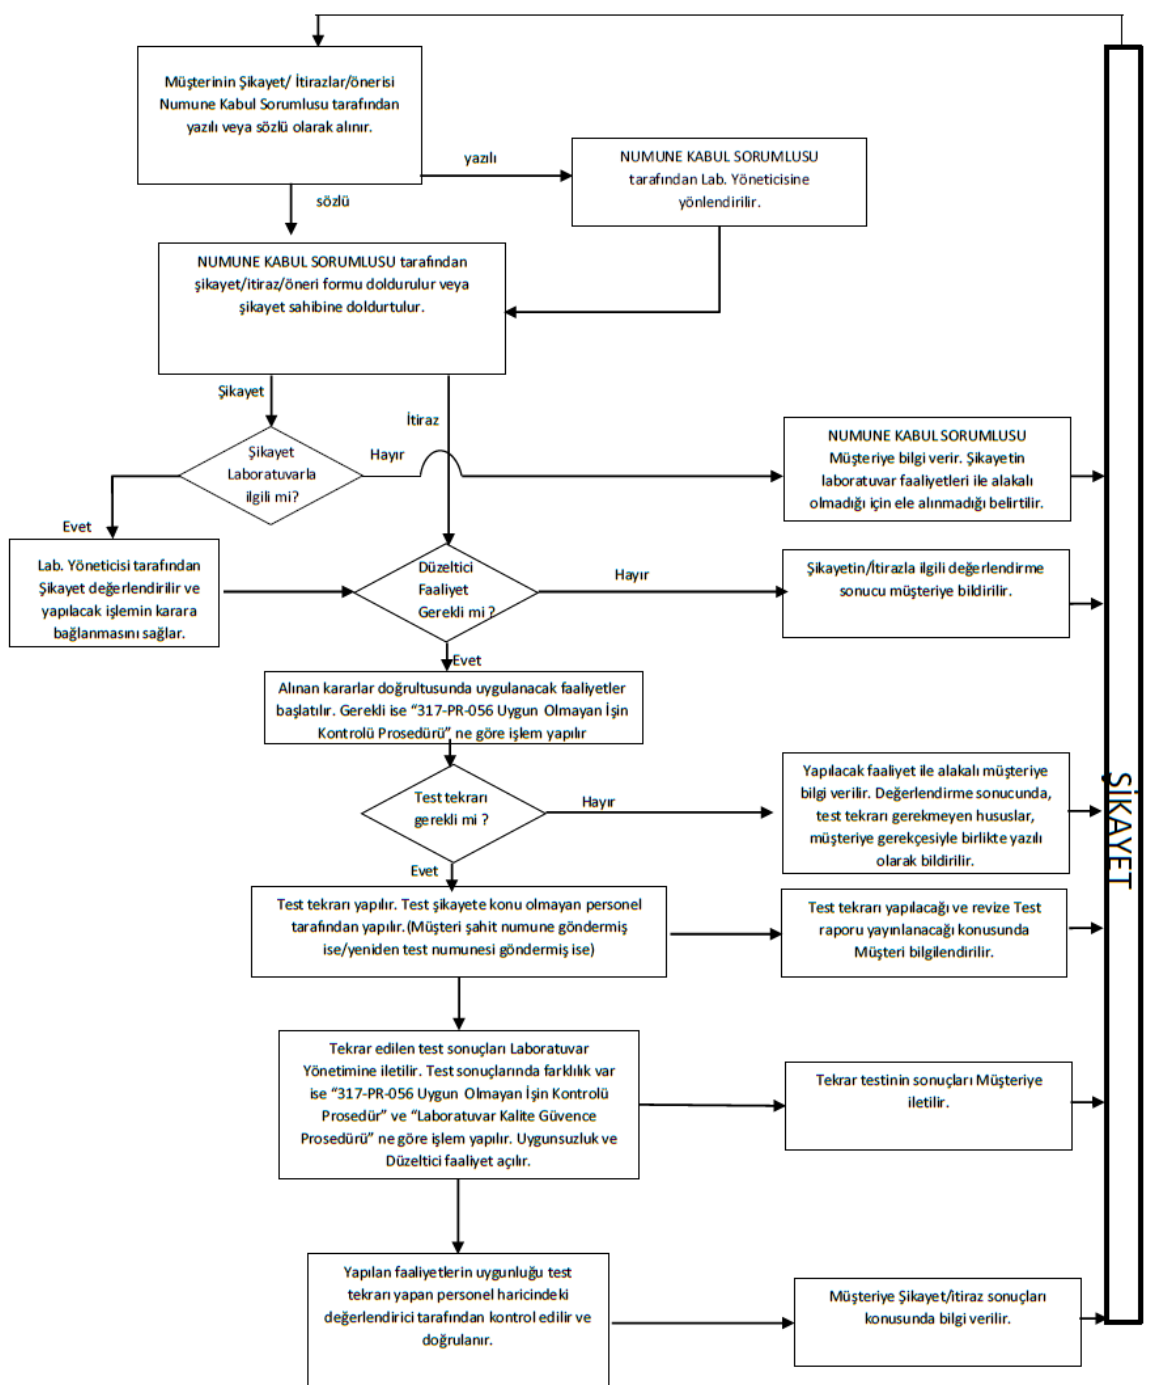 Müşterinin Şikayet/ İtirazlar/önerisi
Numune Kabul Sorumlusu tarafından
yazılı veya sözlü olarak alınır.
yazılı
NUMUNE KABUL SORUMLUSU
tarafından Lab. Yöneticisine
yönlendirilir.
sözlü
NUMUNE KABUL SORUMLUSU tarafından
şikayet/itiraz/öneri formu doldurulur veya
şikayet sahibine doldurtulur.
Şikayet
İtiraz
Şikayet
Laboratuvarla
ilgili mi?
Hayır
NUMUNE KABUL SORUMLUSU
Müşteriye bilgi verir. Şikayetin
laboratuvar faaliyetleri ile alakalı
olmadığı için ele alınmadığı belirtilir.
Evet
Lab. Yöneticisi tarafından
Şikayet değerlendirilir ve
yapılacak işlemin karara
bağlanmasını sağlar.
Düzeltici
Faaliyet
Gerekli mi ?
Hayır
Şikayetin/İtirazla ilgili değerlendirme
sonucu müşteriye bildirilir.
Evet
Alınan kararlar doğrultusunda uygulanacak faaliyetler
başlatılır. Gerekli ise “317-PR-056 Uygun Olmayan İşin
Kontrolü Prosedürü” ne göre işlem yapılır
Test tekrarı
gerekli mi ?
Hayır
Yapılacak faaliyet ile alakalı müşteriye
bilgi verilir. Değerlendirme sonucunda,
test tekrarı gerekmeyen hususlar,
müşteriye gerekçesiyle birlikte yazılı
olarak bildirilir.
Evet
Test tekrarı yapılır. Test şikayete konu olmayan personel
tarafından yapılır.(Müşteri şahit numune göndermiş
ise/yeniden test numunesi göndermiş ise)
Test tekrarı yapılacağı ve revize Test
raporu yayınlanacağı konusunda
Müşteri bilgilendirilir.
Tekrar edilen test sonuçları Laboratuvar
Yönetimine iletilir. Test sonuçlarında farklılık var
ise “317-PR-056 Uygun Olmayan İşin Kontrolü
Prosedür” ve “Laboratuvar Kalite Güvence
Prosedürü” ne göre işlem yapılır. Uygunsuzluk ve
Düzeltici faaliyet açılır.
Tekrar testinin sonuçları Müşteriye
iletilir.
Yapılan faaliyetlerin uygunluğu test
tekrarı yapan personel haricindeki
değerlendirici tarafından kontrol edilir ve
doğrulanır.
Müşteriye Şikayet/itiraz sonuçları
konusunda bilgi verilir.
ŞİKAYET